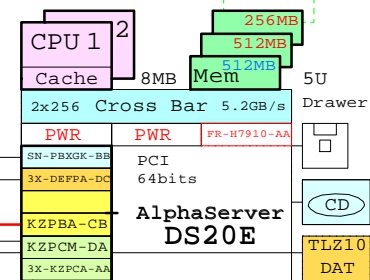 256MB
512MB
512MB
2
CPU 1
Cache
8MB
Mem
5U
Drawer
2x256 Cross Bar 5.2GB/s
PWR
PWR
FR-H7910-AA
SN-PBXGK-BB
3X-DEFPA-DC
PCI
64bits
KZPBA-CB
KZPCM-DA
3X-KZPCA-AA
AlphaServer
DS20E
CD
TLZ10
DAT